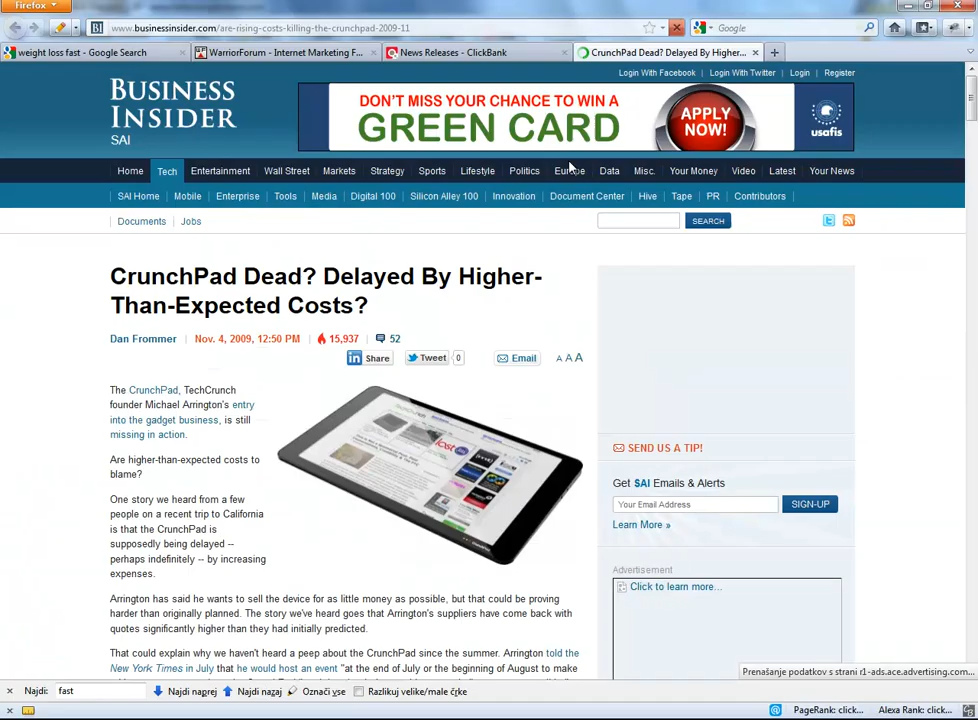 Firefox
www.businessinsider.com/are-rising-costs-killing-the-crunchpad-2009-11
Google
weight loss fast - Google Search
WarriorForum - Internet Marketing F...
News Releases - ClickBank
CrunchPad Dead? Delayed By Higher...
Login With Facebook | Login With Twitter | Login | Register
BUSINESS
INSIDER
SAI
DON'T MISS YOUR CHANCE TO WIN A
GREEN CARD
APPLY
NOW!
usafis
Home Tech Entertainment Wall Street Markets Strategy Sports Lifestyle Politics Europe Data Misc. Your Money Video Latest Your News
SAI Home Mobile Enterprise Tools Media Digital 100 Silicon Alley 100 Innovation Document Center Hive Tape PR Contributors
Documents Jobs
SEARCH
CrunchPad Dead? Delayed By Higher-
Than-Expected Costs?
Dan Frommer | Nov. 4, 2009, 12:50 PM | 15,937 | 52
in Share Tweet 0 Email A A A
The CrunchPad, TechCrunch
founder Michael Arrington's entry
into the gadget business, is still
missing in action.
Are higher-than-expected costs to
blame?
One story we heard from a few
people on a recent trip to California
is that the CrunchPad is
supposedly being delayed --
perhaps indefinitely -- by increasing
expenses.
Arrington has said he wants to sell the device for as little money as possible, but that could be proving
harder than originally planned. The story we've heard goes that Arrington's suppliers have come back with
quotes significantly higher than they had initially predicted.
That could explain why we haven't heard a peep about the CrunchPad since the summer. Arrington told the
New York Times in July that he would host an event "at the end of July or the beginning of August to make
SEND US A TIP!
Get SAI Emails & Alerts
Your Email Address
SIGN-UP
Learn More »
Advertisement
Click to learn more...
Prenašanje podatkov s strani r1-ads.ace.advertising.com...
Najdi: fast Najdi naprej Najdi nazaj Označi vse Razlikuj velike/male črke
PageRank: click... Alexa Rank: click...